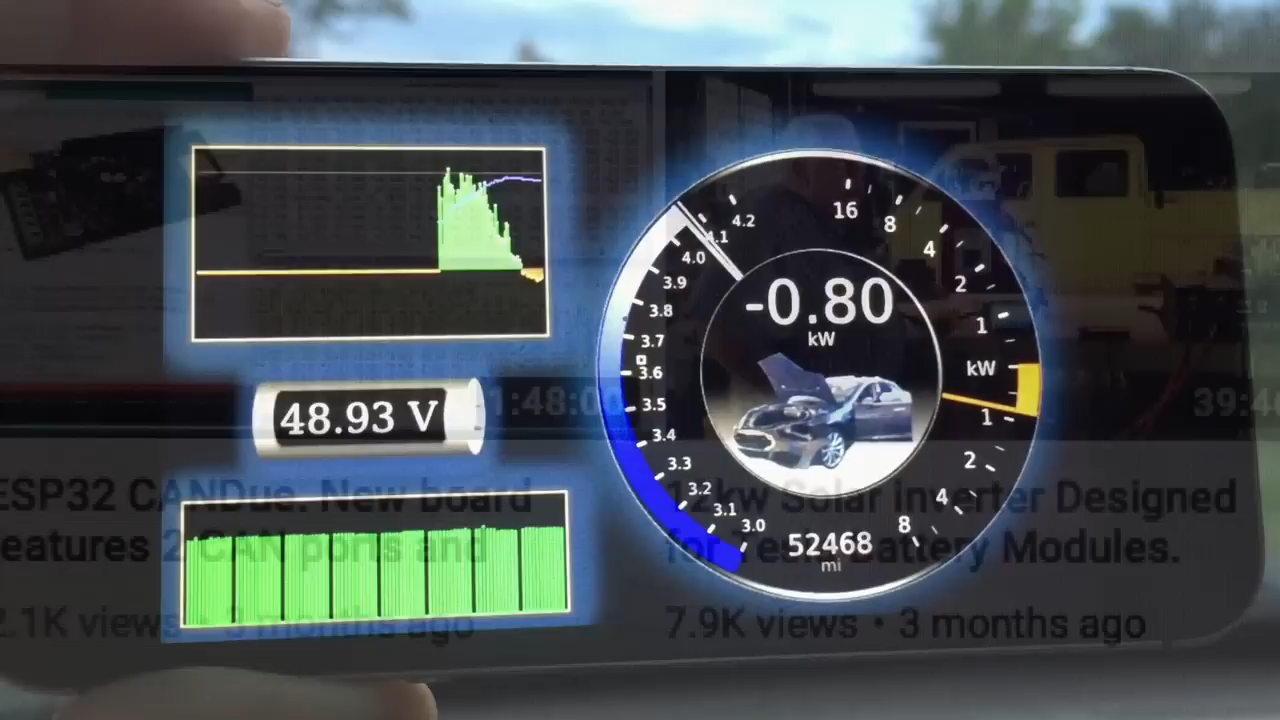 4.2
4.1
4.0
3.9
3.8
3.7
3.6
3.5
3.4
3.3
3.2
3.1
3.0
16
8
4
2
1
kW
1
2
4
8
-0.80
kW
52468
mi
48.93 V
1:48:0
39:4
ESP32 CANDue. New board
features 2 CAN ports and
2.1K views · 3 months ago
12kw Solar inverter Designed
for Tesla Battery Modules.
7.9K views · 3 months ago